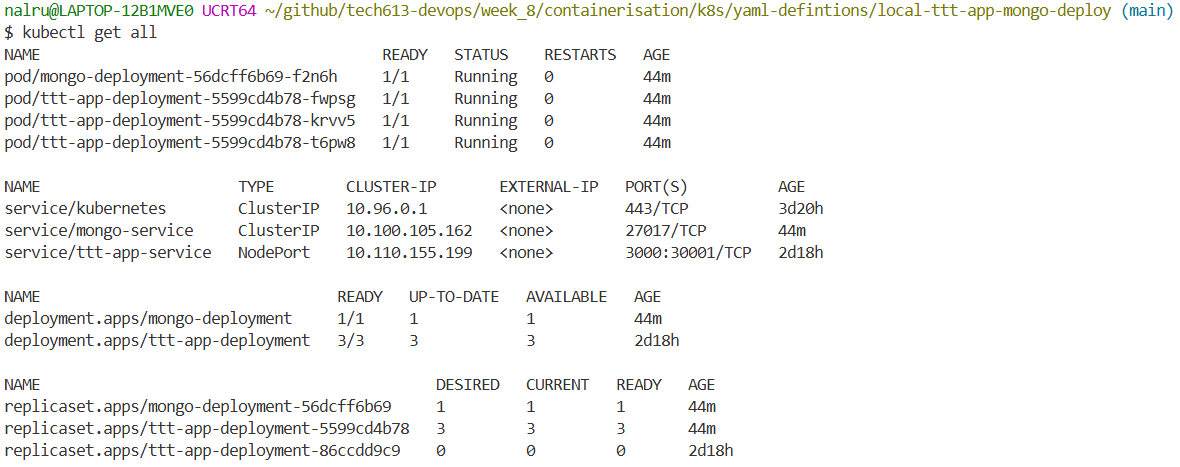 nalru@LAPTOP-12B1MVE0 UCRT64 ~/github/tech613-devops/week_8/containerisation/k8s/yaml-defintions/local-ttt-app-mongo-deploy (main)
$ kubectl get all
NAME                                      READY   STATUS    RESTARTS   AGE
pod/mongo-deployment-56dcff6b69-f2n6h     1/1     Running   0          44m
pod/ttt-app-deployment-5599cd4b78-fwpsg   1/1     Running   0          44m
pod/ttt-app-deployment-5599cd4b78-krvv5   1/1     Running   0          44m
pod/ttt-app-deployment-5599cd4b78-t6pw8   1/1     Running   0          44m
NAME                      TYPE        CLUSTER-IP       EXTERNAL-IP   PORT(S)          AGE
service/kubernetes        ClusterIP   10.96.0.1        <none>        443/TCP          3d20h
service/mongo-service     ClusterIP   10.100.105.162   <none>        27017/TCP        44m
service/ttt-app-service   NodePort    10.110.155.199   <none>        3000:30001/TCP   2d18h
NAME                                 READY   UP-TO-DATE   AVAILABLE   AGE
deployment.apps/mongo-deployment     1/1     1            1           44m
deployment.apps/ttt-app-deployment   3/3     3            3           2d18h
NAME                                            DESIRED   CURRENT   READY   AGE
replicaset.apps/mongo-deployment-56dcff6b69     1         1         1       44m
replicaset.apps/ttt-app-deployment-5599cd4b78   3         3         3       44m
replicaset.apps/ttt-app-deployment-86ccdd9c9    0         0         0       2d18h